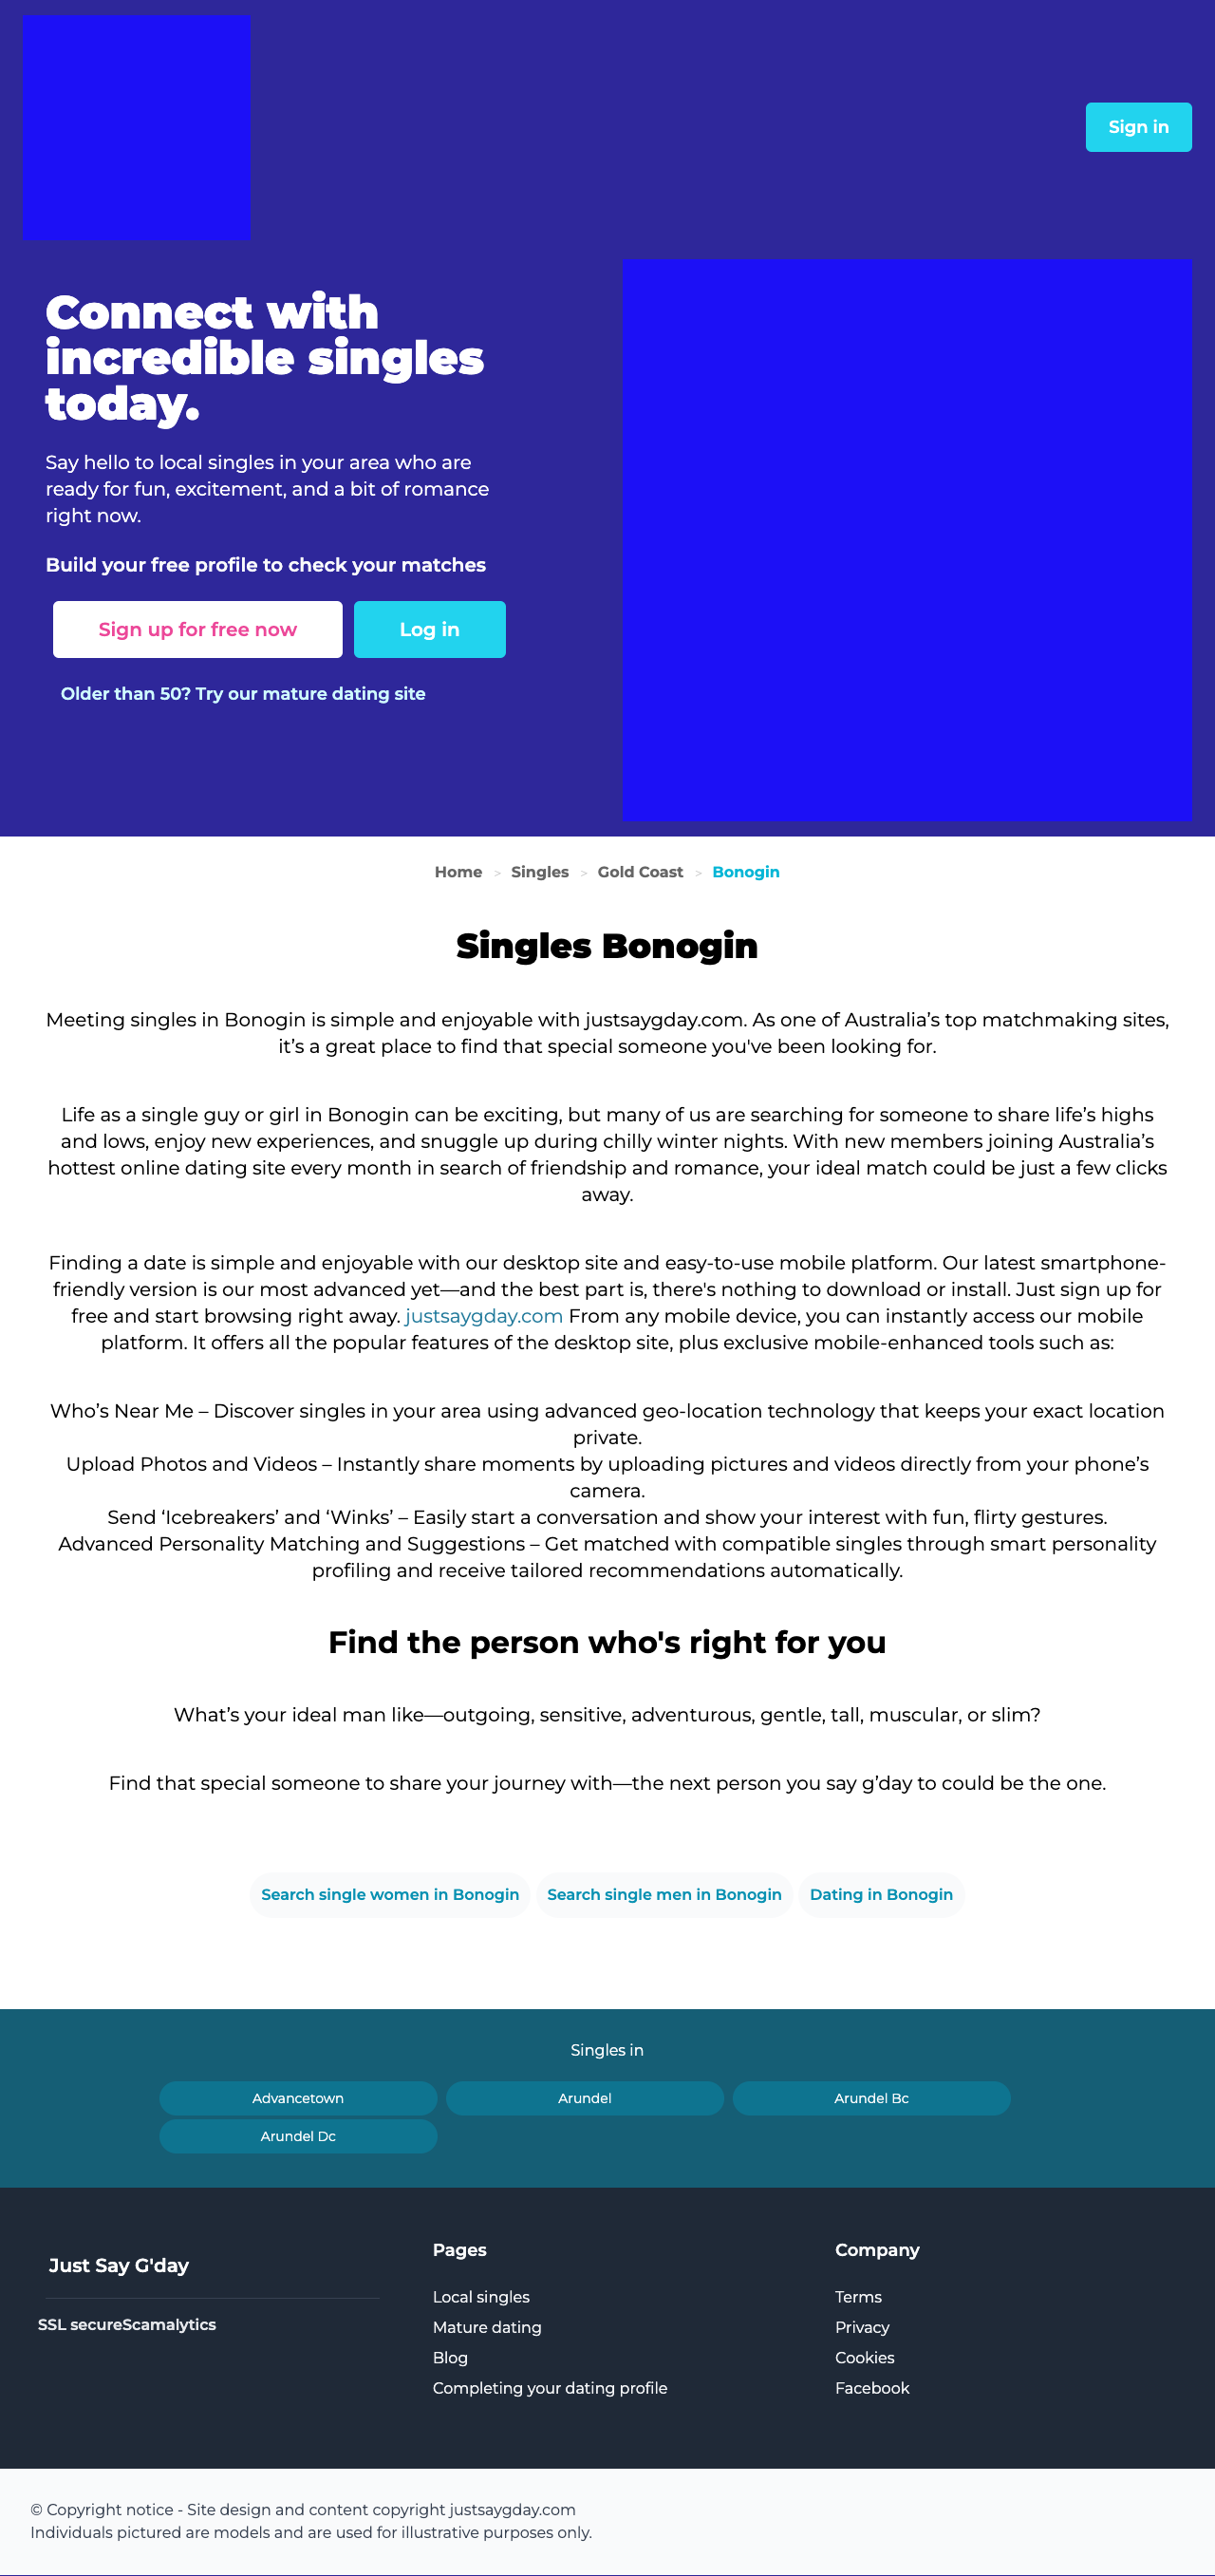 Sign in
Connect with
incredible singles
today.
Say hello to local singles in your area who are
ready for fun, excitement, and a bit of romance
right now.
Build your free profile to check your matches
Sign up for free now
Log in
Older than 50? Try our mature dating site
Home > Singles > Gold Coast > Bonogin
Singles Bonogin
Meeting singles in Bonogin is simple and enjoyable with justsaygday.com. As one of Australia’s top matchmaking sites,
it’s a great place to find that special someone you've been looking for.
Life as a single guy or girl in Bonogin can be exciting, but many of us are searching for someone to share life’s highs
and lows, enjoy new experiences, and snuggle up during chilly winter nights. With new members joining Australia’s
hottest online dating site every month in search of friendship and romance, your ideal match could be just a few clicks
away.
Finding a date is simple and enjoyable with our desktop site and easy-to-use mobile platform. Our latest smartphone-
friendly version is our most advanced yet—and the best part is, there's nothing to download or install. Just sign up for
free and start browsing right away. justsaygday.com From any mobile device, you can instantly access our mobile
platform. It offers all the popular features of the desktop site, plus exclusive mobile-enhanced tools such as:
Who’s Near Me – Discover singles in your area using advanced geo-location technology that keeps your exact location
private.
Upload Photos and Videos – Instantly share moments by uploading pictures and videos directly from your phone’s
camera.
Send ‘Icebreakers’ and ‘Winks’ – Easily start a conversation and show your interest with fun, flirty gestures.
Advanced Personality Matching and Suggestions – Get matched with compatible singles through smart personality
profiling and receive tailored recommendations automatically.
Find the person who's right for you
What’s your ideal man like—outgoing, sensitive, adventurous, gentle, tall, muscular, or slim?
Find that special someone to share your journey with—the next person you say g’day to could be the one.
Search single women in Bonogin
Search single men in Bonogin
Dating in Bonogin
Singles in
Advancetown
Arundel
Arundel Bc
Arundel Dc
Just Say G'day
SSL secureScamalytics
Pages
Local singles
Mature dating
Blog
Completing your dating profile
Company
Terms
Privacy
Cookies
Facebook
© Copyright notice - Site design and content copyright justsaygday.com
Individuals pictured are models and are used for illustrative purposes only.